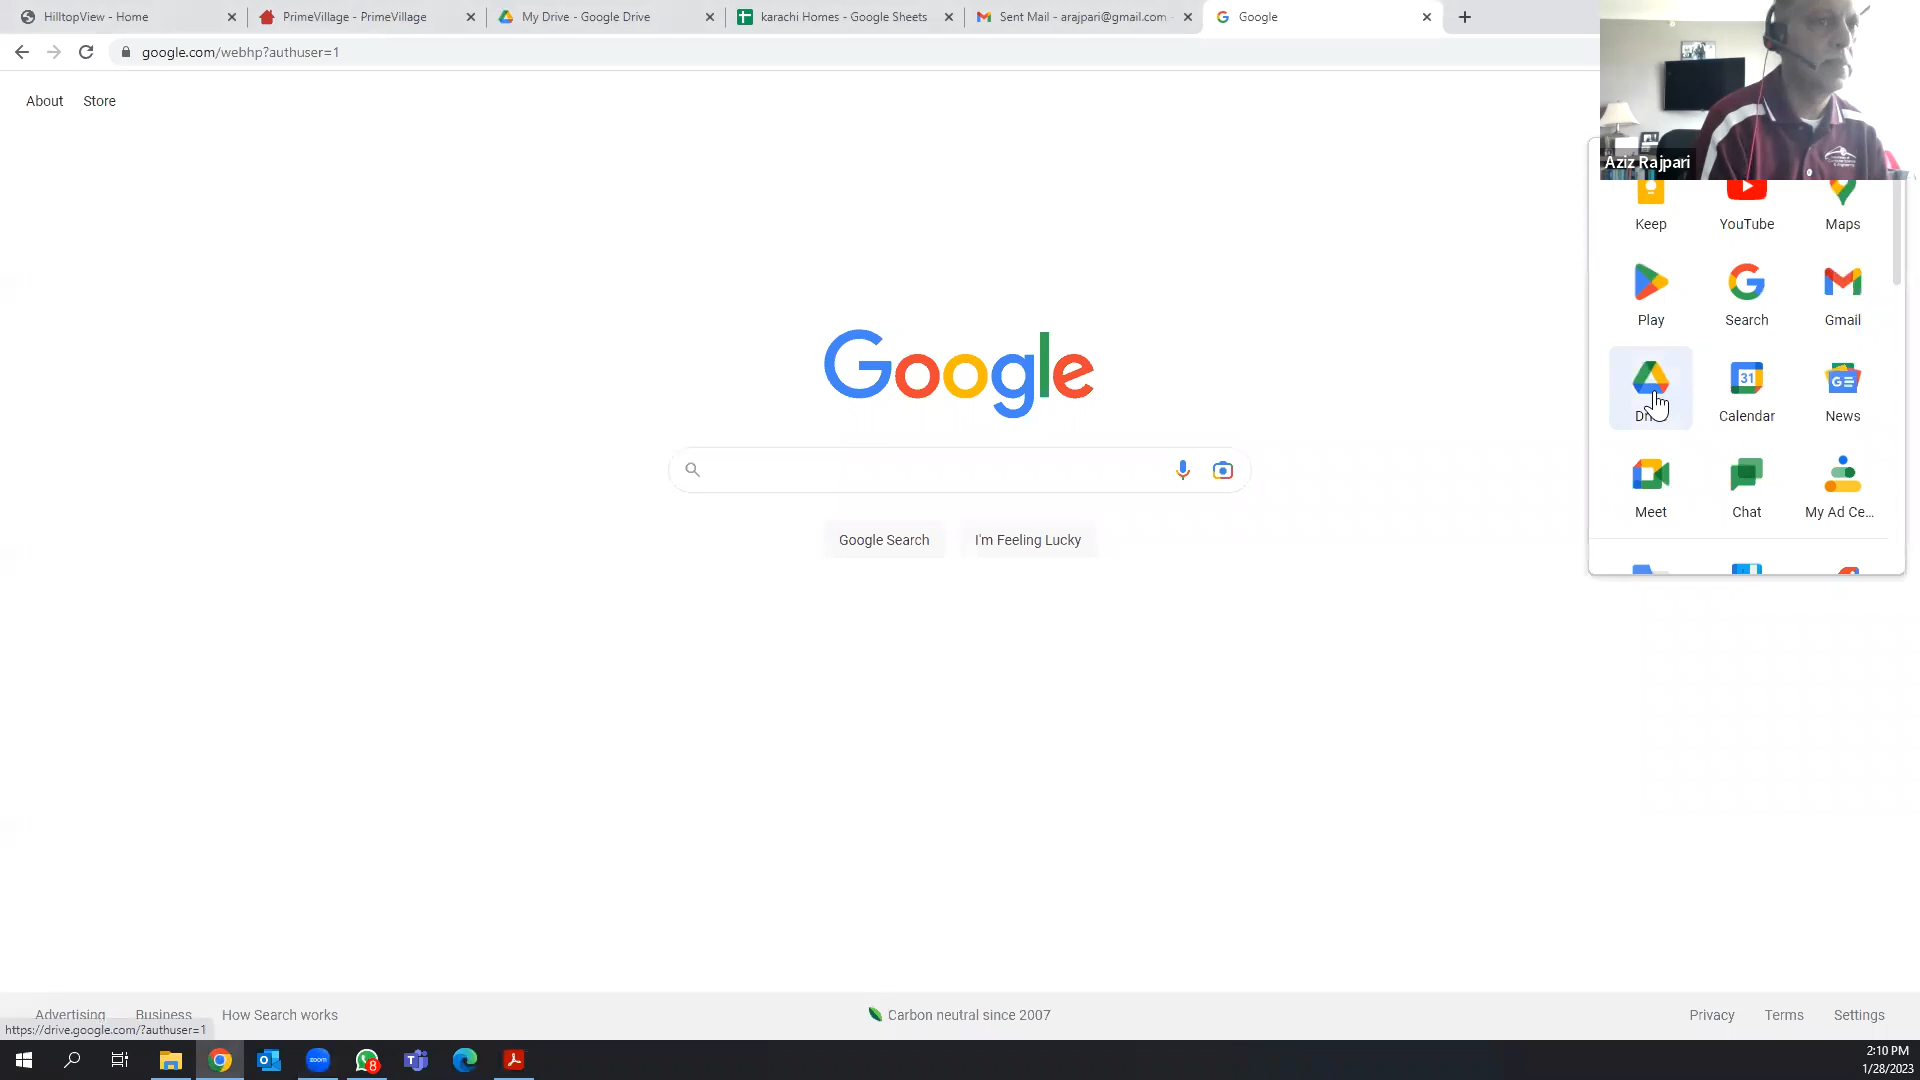 HilltopView - Home
PrimeVillage - PrimeVillage
My Drive - Google Drive
karachi Homes - Google Sheets
Sent Mail - arajpari@gmail.com -
Google
google.com/webhp?authuser=1
About Store
Aziz Rajpari
Keep YouTube Maps
Play Search Gmail
31 GE
Calendar News
Meet Chat My Ad Ce...
Google
Google Search I'm Feeling Lucky
Advertising Business How Search works
Carbon neutral since 2007
Privacy Terms Settings
https://drive.google.com/?authuser=1
zoom
8
2:10 PM
1/28/2023